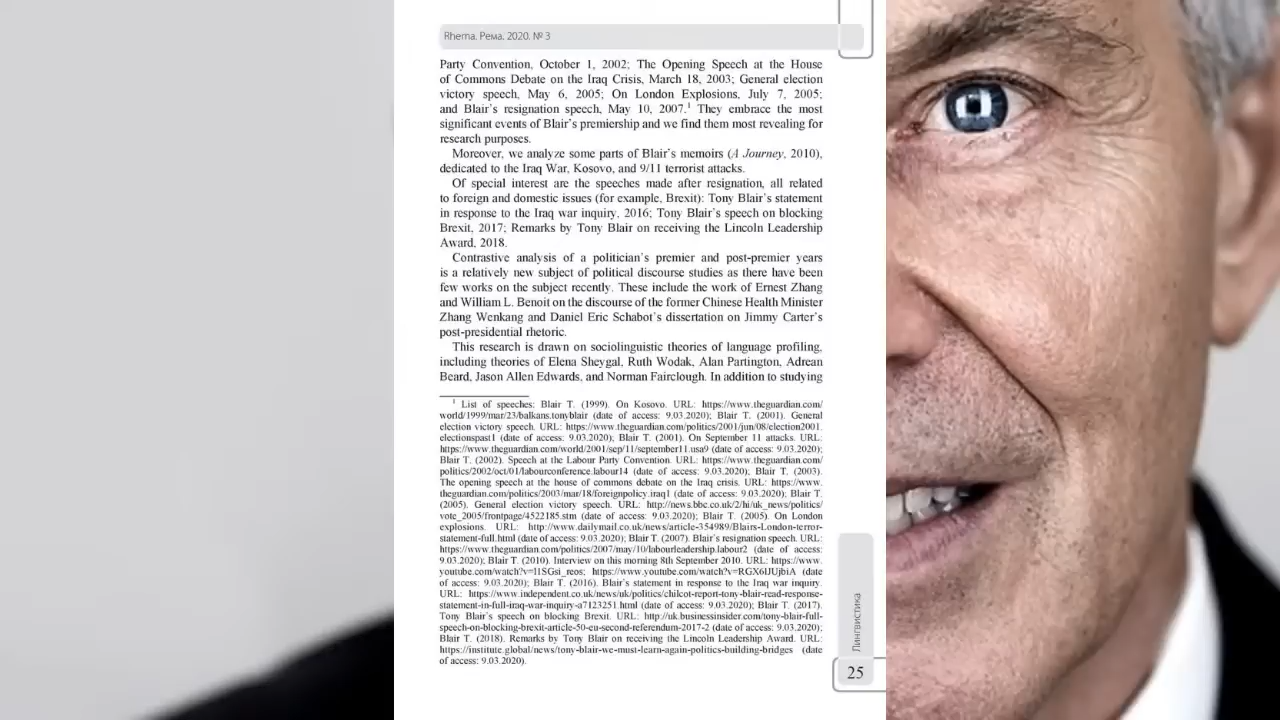 Rhema. Рема. 2020. № 3
Party Convention, October 1, 2002; The Opening Speech at the House
of Commons Debate on the Iraq Crisis, March 18, 2003; General election
victory speech, May 6, 2005; On London Explosions, July 7, 2005;
and Blair's resignation speech, May 10, 2007.¹ They embrace the most
significant events of Blair's premiership and we find them most revealing for
research purposes.
Moreover, we analyze some parts of Blair's memoirs (A Journey, 2010),
dedicated to the Iraq War, Kosovo, and 9/11 terrorist attacks.
Of special interest are the speeches made after resignation, all related
to foreign and domestic issues (for example, Brexit): Tony Blair's statement
in response to the Iraq war inquiry, 2016; Tony Blair's speech on blocking
Brexit, 2017; Remarks by Tony Blair on receiving the Lincoln Leadership
Award, 2018.
Contrastive analysis of a politician's premier and post-premier years
is a relatively new subject of political discourse studies as there have been
few works on the subject recently. These include the work of Ernest Zhang
and William L. Benoit on the discourse of the former Chinese Health Minister
Zhang Wenkang and Daniel Eric Schabot's dissertation on Jimmy Carter's
post-presidential rhetoric.
This research is drawn on sociolinguistic theories of language profiling,
including theories of Elena Sheygal, Ruth Wodak, Alan Partington, Adrean
Beard, Jason Allen Edwards, and Norman Fairclough. In addition to studying
¹ List of speeches: Blair T. (1999). On Kosovo. URL: https://www.theguardian.com/
world/1999/mar/23/balkans.tonyblair (date of access: 9.03.2020); Blair T. (2001). General
election victory speech. URL: https://www.theguardian.com/politics/2001/jun/08/election2001.
electionspast1 (date of access: 9.03.2020); Blair T. (2001). On September 11 attacks. URL:
https://www.theguardian.com/world/2001/sep/11/september11.usa9 (date of access: 9.03.2020);
Blair T. (2002). Speech at the Labour Party Convention. URL: https://www.theguardian.com/
politics/2002/oct/01/labourconference.labour14 (date of access: 9.03.2020); Blair T. (2003).
The opening speech at the house of commons debate on the Iraq crisis. URL: https://www.
theguardian.com/politics/2003/mar/18/foreignpolicy.iraq1 (date of access: 9.03.2020); Blair T.
(2005). General election victory speech. URL: http://news.bbc.co.uk/2/hi/uk_news/politics/
vote_2005/frontpage/4522185.stm (date of access: 9.03.2020); Blair T. (2005). On London
explosions. URL: http://www.dailymail.co.uk/news/article-354989/Blairs-London-terror-
statement-full.html (date of access: 9.03.2020); Blair T. (2007). Blair's resignation speech. URL:
https://www.theguardian.com/politics/2007/may/10/labourleadership.labour2 (date of access:
9.03.2020); Blair T. (2010). Interview on this morning 8th September 2010. URL: https://www.
youtube.com/watch?v=1lSGsi_reos; https://www.youtube.com/watch?v=RGX6lJUjbiA (date
of access: 9.03.2020); Blair T. (2016). Blair's statement in response to the Iraq war inquiry.
URL: https://www.independent.co.uk/news/uk/politics/chilcot-report-tony-blair-read-response-
statement-in-full-iraq-war-inquiry-a7123251.html (date of access: 9.03.2020); Blair T. (2017).
Tony Blair's speech on blocking Brexit. URL: http://uk.businessinsider.com/tony-blair-full-
speech-on-blocking-brexit-article-50-eu-second-referendum-2017-2 (date of access: 9.03.2020);
Blair T. (2018). Remarks by Tony Blair on receiving the Lincoln Leadership Award. URL:
https://institute.global/news/tony-blair-we-must-learn-again-politics-building-bridges (date
of access: 9.03.2020).
Лингвистика
25